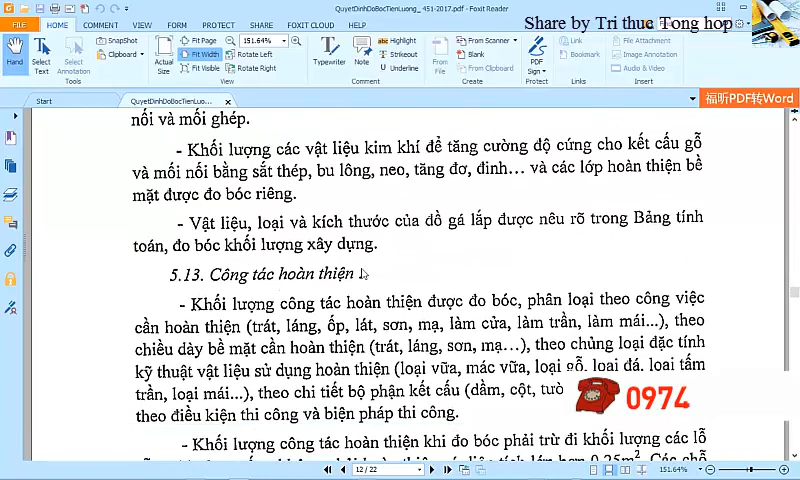 QuyetDinhDoBocTienLuong_ 451-2017.pdf - Foxit Reader
Share by Tri thuc Tong hop
FILE HOME COMMENT VIEW FORM PROTECT SHARE FOXIT CLOUD HELP
Hand
Select Text
Select Annotation
SnapShot
Clipboard
Tools
Actual Size
Fit Page
Fit Width
Fit Visible
151.64%
Rotate Left
Rotate Right
View
Typewriter
Note
Highlight
Strikeout
Underline
Comment
From File
From Scanner
Blank
From Clipboard
Create
PDF Sign
Protect
Link
Bookmark
Links
File Attachment
Image Annotation
Audio & Video
Insert
Start
QuyetDinhDoBocTienLuo...
福昕PDF转Word
nối và mối ghép.
- Khối lượng các vật liệu kim khí để tăng cường độ cứng cho kết cấu gỗ
và mối nối bằng sắt thép, bu lông, neo, tăng đơ, đinh… và các lớp hoàn thiện bề
mặt được đo bóc riêng.
- Vật liệu, loại và kích thước của đồ gá lắp được nêu rõ trong Bảng tính
toán, đo bóc khối lượng xây dựng.
5.13. Công tác hoàn thiện
- Khối lượng công tác hoàn thiện được đo bóc, phân loại theo công việc
cần hoàn thiện (trát, láng, ốp, lát, sơn, mạ, làm cửa, làm trần, làm mái...), theo
chiều dày bề mặt cần hoàn thiện (trát, láng, sơn, mạ…), theo chủng loại đặc tính
kỹ thuật vật liệu sử dụng hoàn thiện (loại vữa, mác vữa, loại gỗ, loại đá, loại tấm
trần, loại mái...), theo chi tiết bộ phận kết cấu (dầm, cột,
theo điều kiện thi công và biện pháp thi công.
0974
- Khối lượng công tác hoàn thiện khi đo bóc phải trừ đi khối lượng các lỗ
0,25m². Các chỗ
12 / 22
151.64%